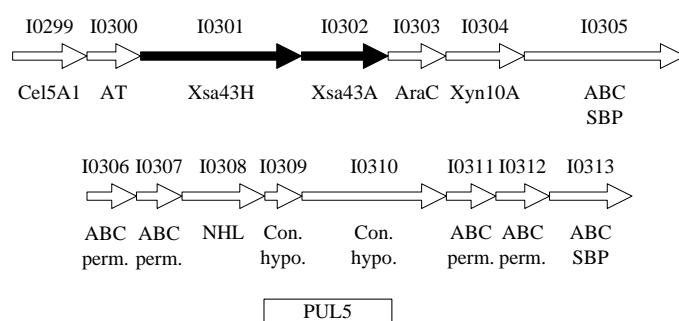 I0299 I0300 I0301 I0302 I0303 I0304 I0305
Cel5A1 AT Xsa43H Xsa43A AraC Xyn10A ABC
SBP
I0306 I0307 I0308 I0309 I0310 I0311 I0312 I0313
ABC ABC NHL Con. Con. ABC ABC ABC
perm. perm. hypo. hypo. perm. perm. SBP
PUL5